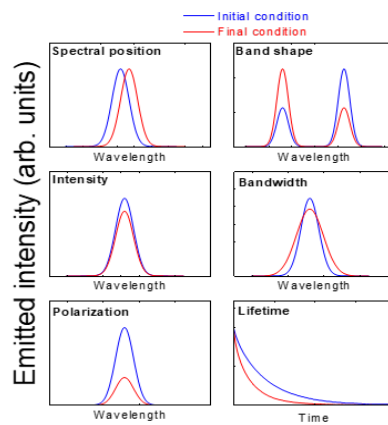 Initial condition
Final condition
Spectral position
Band shape
Wavelength
Wavelength
Intensity
Bandwidth
Wavelength
Wavelength
Polarization
Lifetime
Wavelength
Time
Emitted intensity (arb. units)